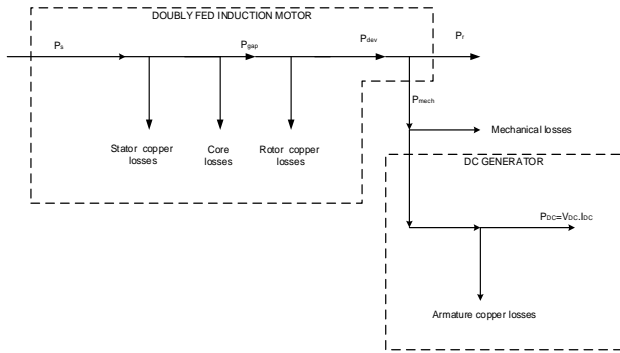 DOUBLY FED INDUCTION MOTOR
Ps
Pgap
Pdev
Pr
Pmech
Stator copper
losses
Core
losses
Rotor copper
losses
Mechanical losses
DC GENERATOR
PDC=VDC.IDC
Armature copper losses